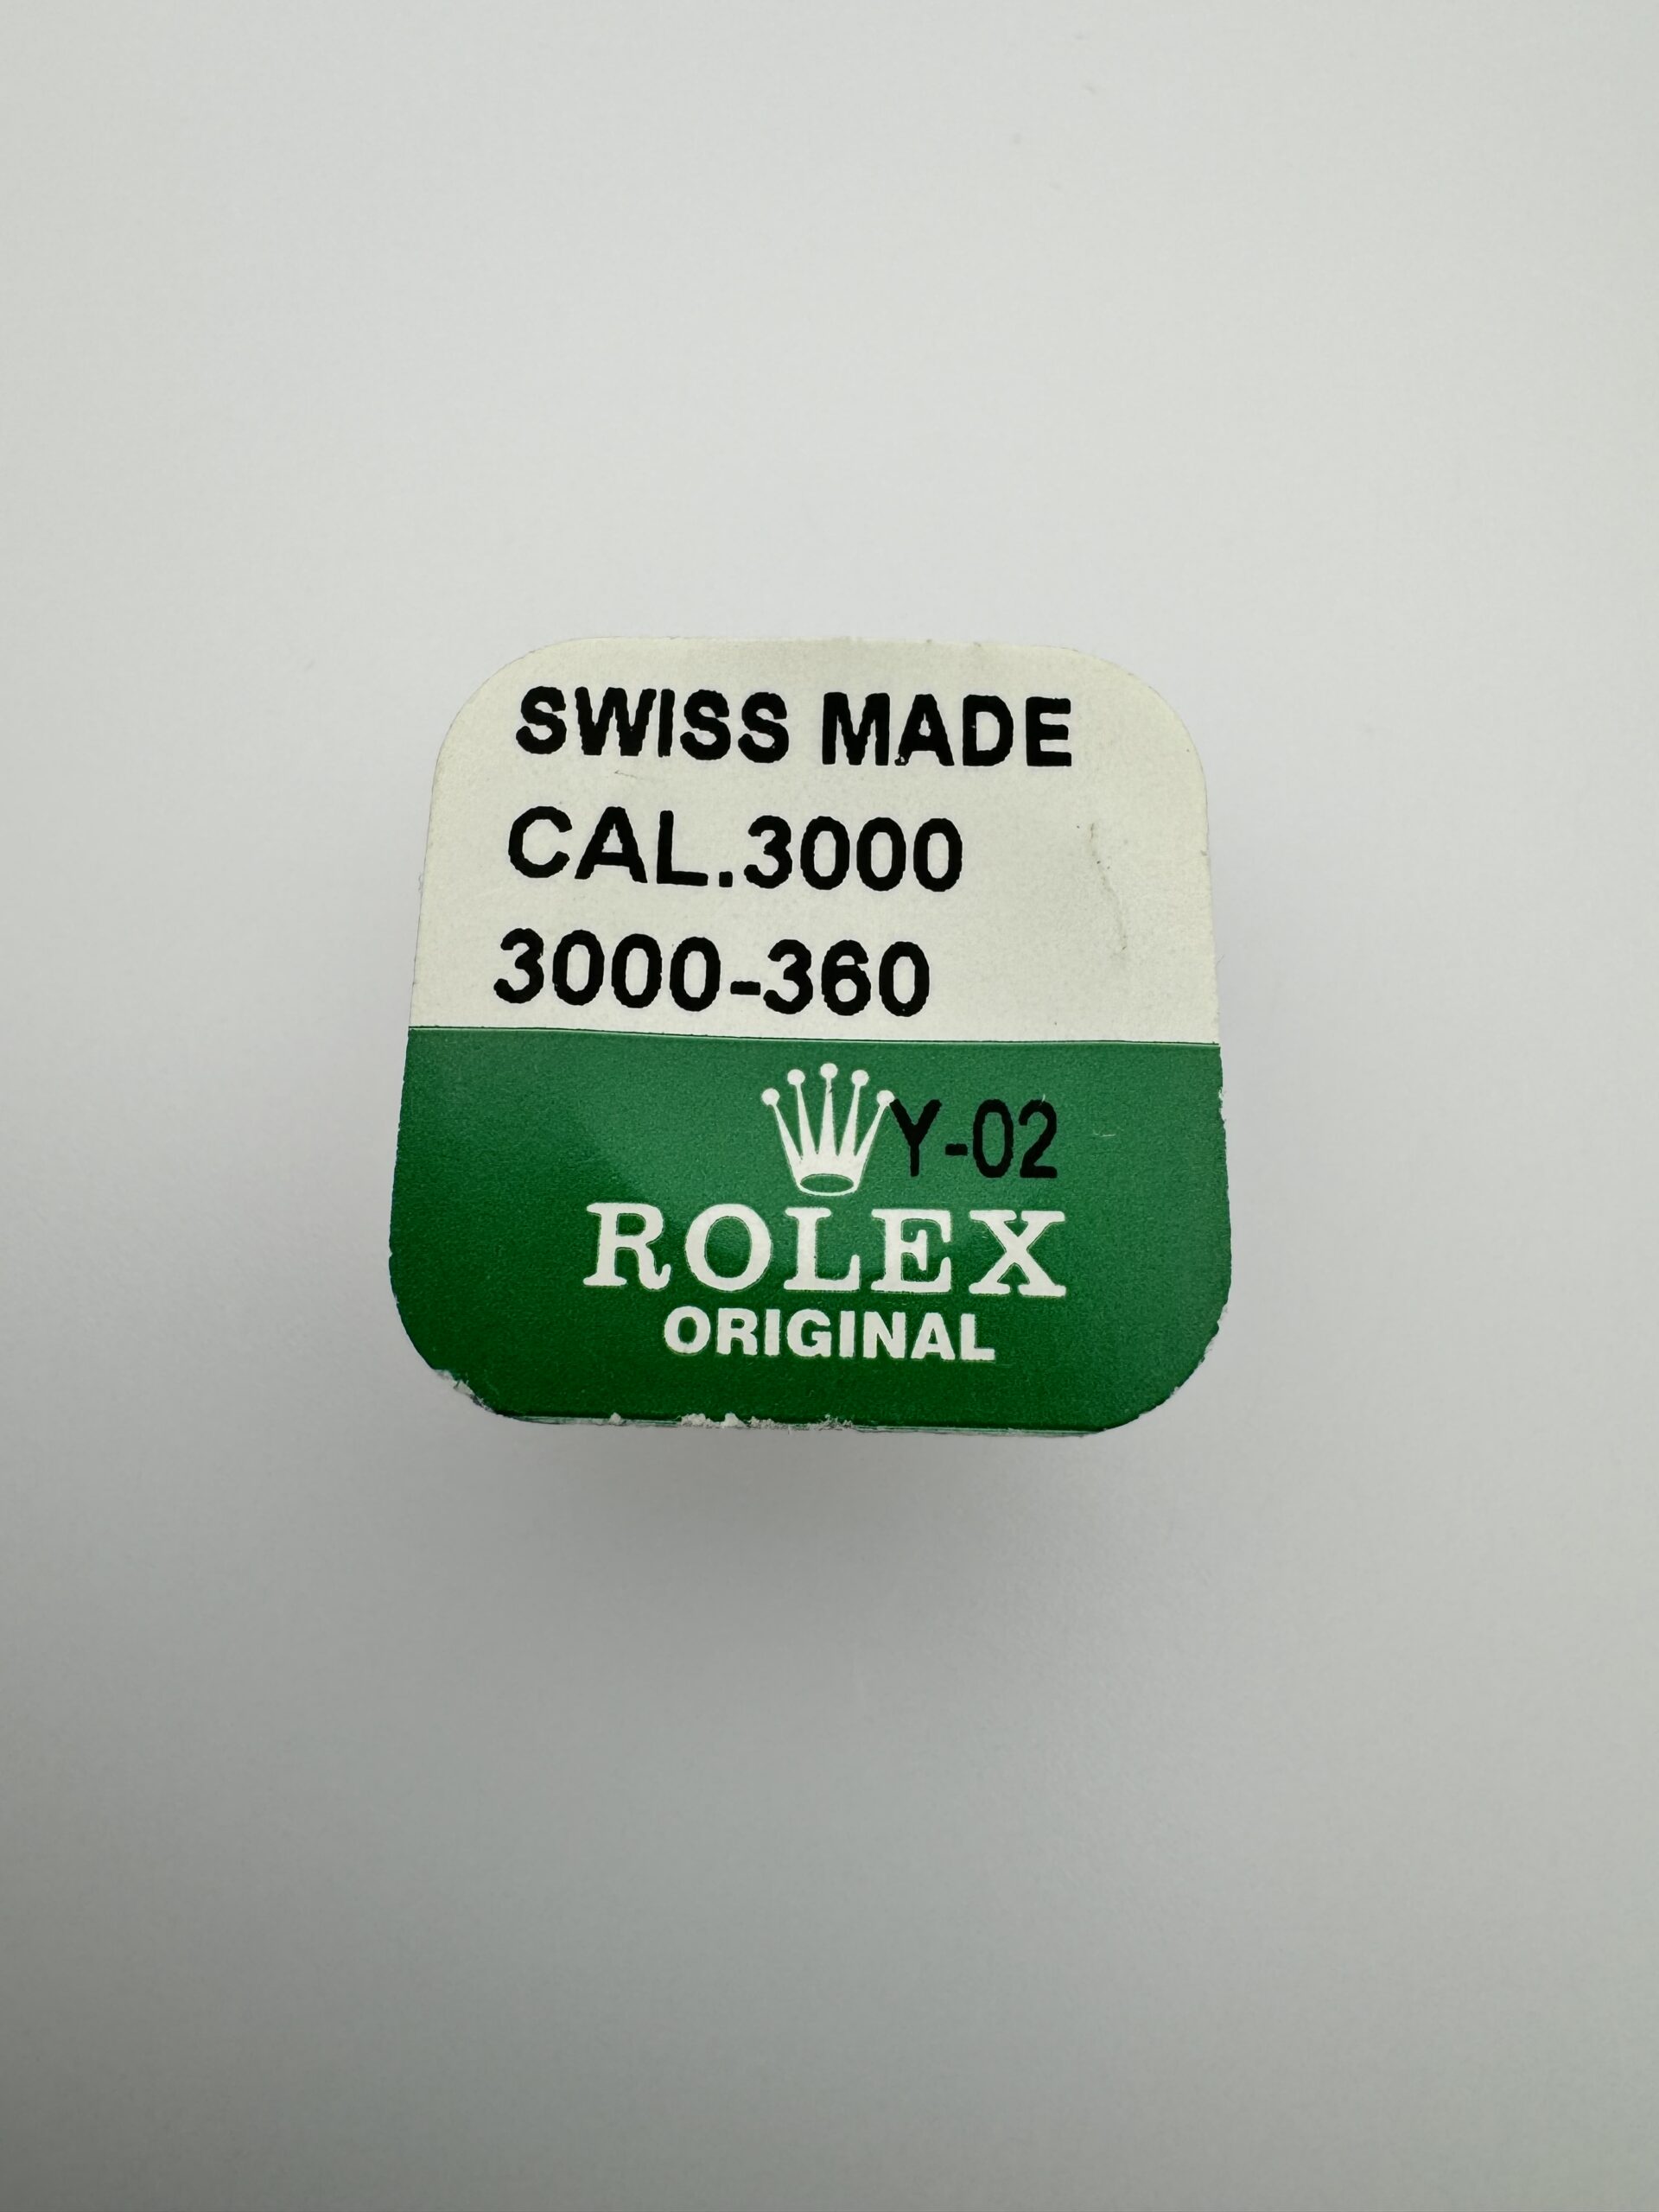 SWISS MADE
CAL.3000
3000-360
Y-02
ROLEX
ORIGINAL